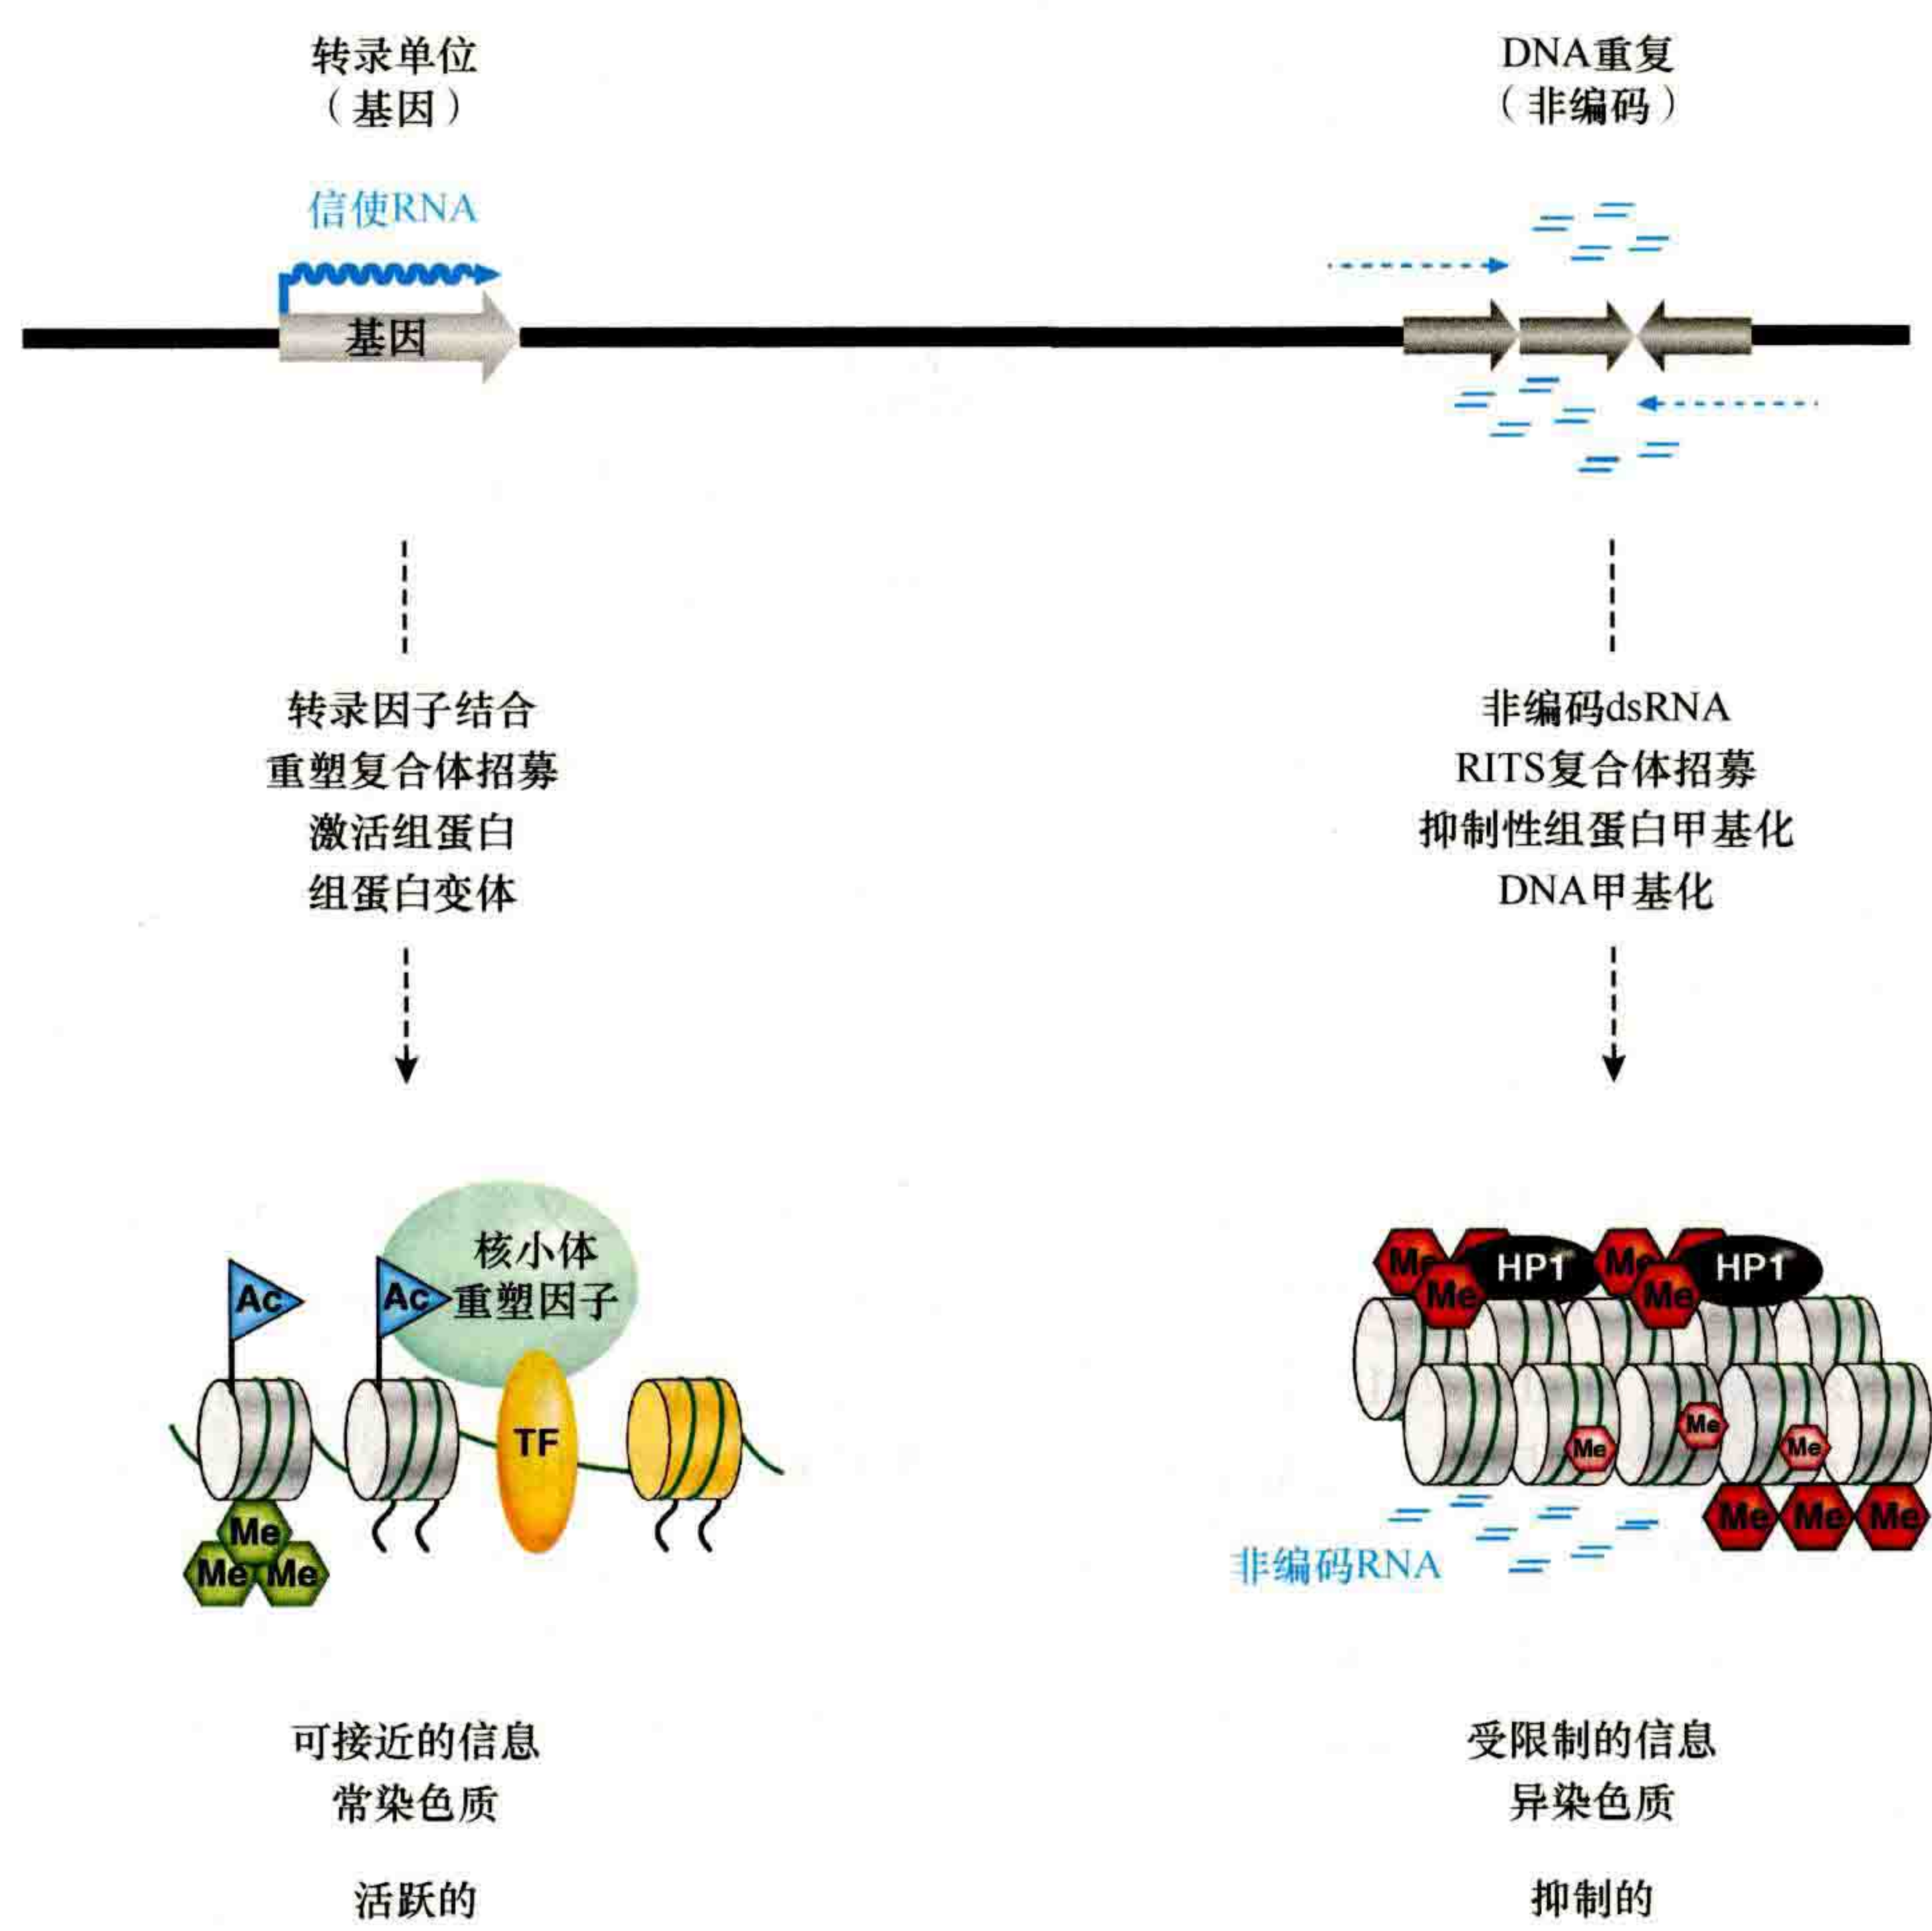 转录单位
（基因）
信使RNA
基因
DNA重复
（非编码）
转录因子结合
重塑复合体招募
激活组蛋白
组蛋白变体
非编码dsRNA
RITS复合体招募
抑制性组蛋白甲基化
DNA甲基化
核小体
重塑因子
Ac
Ac
TF
Me
Me
Me
可接近的信息
常染色质
活跃的
Me
HP1
Me
HP1
Me
Me
Me
Me
Me
Me
Me
Me
非编码RNA
受限制的信息
异染色质
抑制的